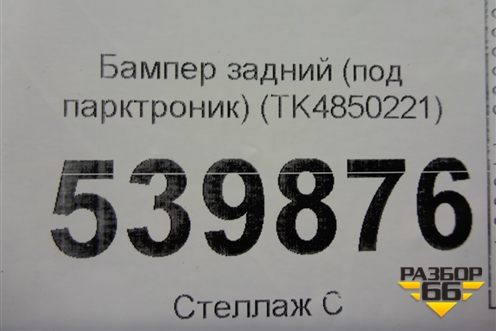 Бампер задний (под
парктроник) (TK4850221)
539876
Стеллаж С
РАЗБОР
66